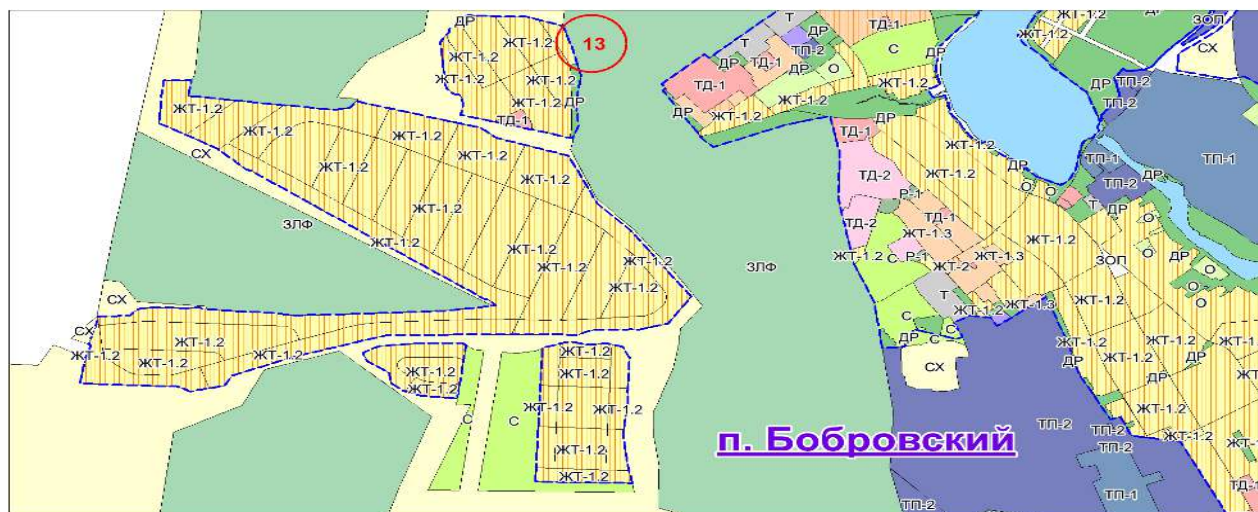 ДР
ЖТ-1.2
ЖТ-1.2
ЖТ-1.2
ЖТ-1.2
ЖТ-1.2
ДР
ТД-1
13
Т
ДР
ТП-2
ТД-1
С
ДР
ТД-1
ДР
ТД-1
ДР
О
ЖТ-1.2
ДР
ЖТ-1.2
ЖТ-1.2
ЖТ-1.2
ЗОП
СХ
ДР
ТП-2
ТП-2
ТП-1
ЖТ-1.2
ЖТ-1.2
ЖТ-1.2
ЖТ-1.2
ЖТ-1.2
ЖТ-1.2
ЖТ-1.2
ЖТ-1.2
ЖТ-1.2
ЖТ-1.2
ЖТ-1.2
ЖТ-1.2
ЖТ-1.2
ЖТ-1.2
СХ
ЗЛФ
ЗЛФ
ТД-1
ДР
ЖТ-1.2
ЖТ-1.2
ТД-2
Р-1
ТД-1
ТД-2
ЖТ-1.3
ЖТ-1.2
С
Р-1
ЖТ-2
ЖТ-1.3
Т
ЖТ-1.2
ЖТ-1.3
С
ДР
С
СХ
ТП-1
ТП-2
ДР
ДР
О
О
Т
ДР
О
ЖТ-1.2
ЗОП
О
ДР
О
О
О
ЖТ-1.2
ЖТ-1.2
ЖТ-1.2
ЖТ-1.2
ЖТ-1.2
ДР
ДР
ДР
ЖТ-1.2
ЖТ-1.2
ЖТ
СХ
СХ
ЖТ-1.2
ЖТ-1.2
ЖТ-1.2
ЖТ-1.2
ЖТ-1.2
ЖТ-1.2
С
С
ЖТ-1.2
ЖТ-1.2
ЖТ-1.2
ЖТ-1.2
ЖТ-1.2
ЖТ-1.2
п. Бобровский
ТП-2
ТП-2
ТП-2
ТП-1
ТП-2
ТД-1